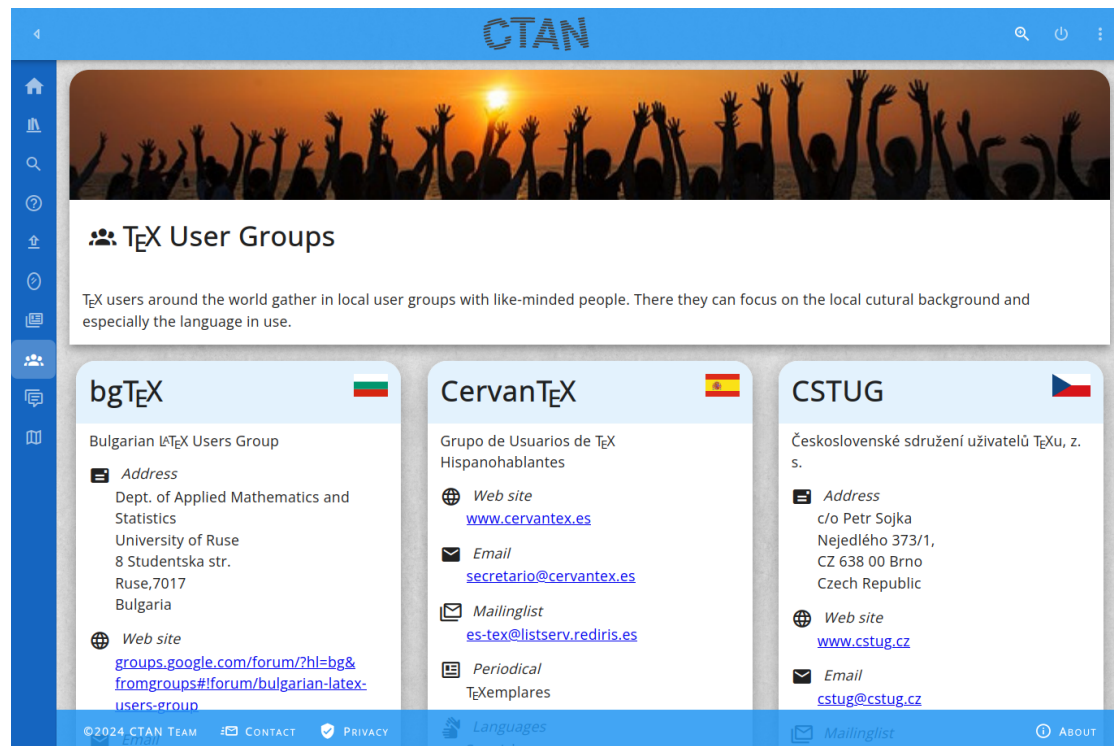 CTAN
TEX User Groups
TEX users around the world gather in local user groups with like-minded people. There they can focus on the local cutural background and
especially the language in use.
bgTEX
Bulgarian LATEX Users Group
Address
Dept. of Applied Mathematics and
Statistics
University of Ruse
8 Studentska str.
Ruse,7017
Bulgaria
Web site
groups.google.com/forum/?hl=bg&
fromgroups#!forum/bulgarian-latex-
users-group
Email
CervanTEX
Grupo de Usuarios de TEX
Hispanohablantes
Web site
www.cervantex.es
Email
secretario@cervantex.es
Mailinglist
es-tex@listserv.rediris.es
Periodical
TEXemplares
Languages
CSTUG
Československé sdružení uživatelů TEXu, z.
s.
Address
c/o Petr Sojka
Nejedlého 373/1,
CZ 638 00 Brno
Czech Republic
Web site
www.cstug.cz
Email
cstug@cstug.cz
Mailinglist
©2024 CTAN Team Contact Privacy About